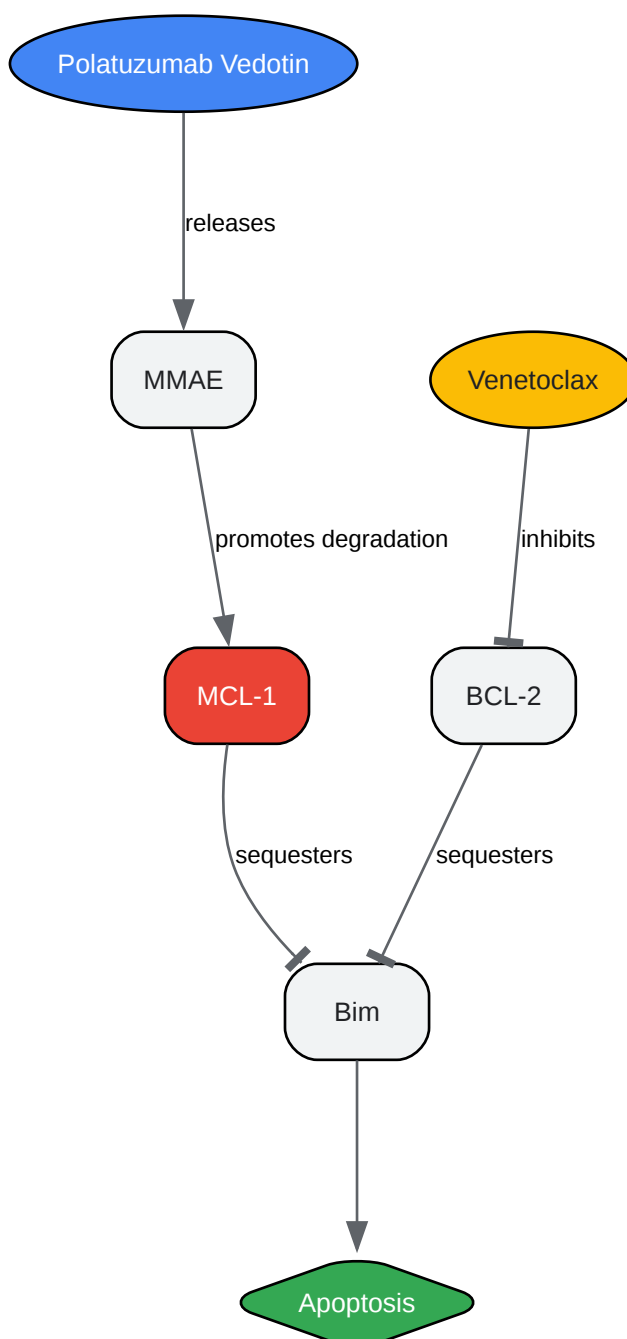 Polatuzumab Vedotin
releases
MMAE
Venetoclax
promotes degradation
inhibits
MCL-1
BCL-2
sequesters
sequesters
Bim
Apoptosis